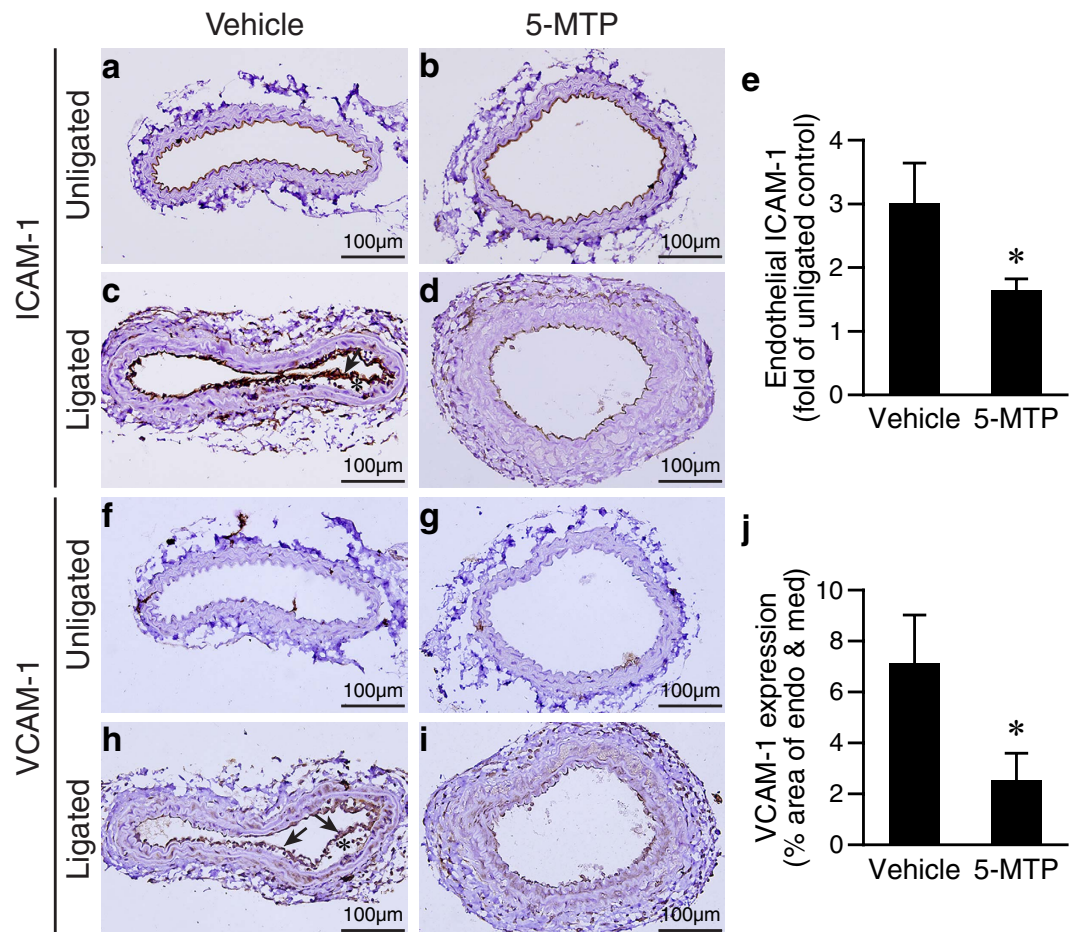 Vehicle
5-MTP
ICAM-1
Unligated
a
100μm
b
100μm
Ligated
c
*
100μm
d
100μm
e
Endothelial ICAM-1
(fold of unligated control)
4
3
2
1
0
*
Vehicle
5-MTP
VCAM-1
Unligated
f
100μm
g
100μm
Ligated
h
*
100μm
i
100μm
j
VCAM-1 expression
(% area of endo & med)
10
8
6
4
2
0
*
Vehicle
5-MTP